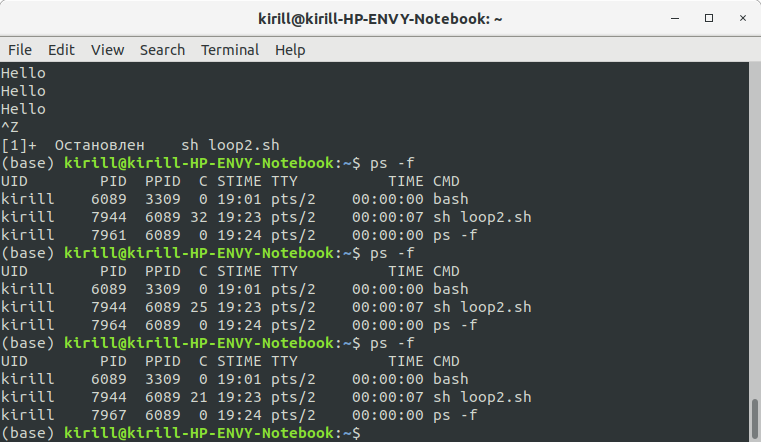 kirill@kirill-HP-ENVY-Notebook: ~
File Edit View Search Terminal Help
Hello
Hello
Hello
^Z
[1]+  Остановлен    sh loop2.sh
(base) kirill@kirill-HP-ENVY-Notebook:~$ ps -f
UID        PID  PPID  C STIME TTY          TIME CMD
kirill    6089  3309  0 19:01 pts/2    00:00:00 bash
kirill    7944  6089 32 19:23 pts/2    00:00:07 sh loop2.sh
kirill    7961  6089  0 19:24 pts/2    00:00:00 ps -f
(base) kirill@kirill-HP-ENVY-Notebook:~$ ps -f
UID        PID  PPID  C STIME TTY          TIME CMD
kirill    6089  3309  0 19:01 pts/2    00:00:00 bash
kirill    7944  6089 25 19:23 pts/2    00:00:07 sh loop2.sh
kirill    7964  6089  0 19:24 pts/2    00:00:00 ps -f
(base) kirill@kirill-HP-ENVY-Notebook:~$ ps -f
UID        PID  PPID  C STIME TTY          TIME CMD
kirill    6089  3309  0 19:01 pts/2    00:00:00 bash
kirill    7944  6089 21 19:23 pts/2    00:00:07 sh loop2.sh
kirill    7967  6089  0 19:24 pts/2    00:00:00 ps -f
(base) kirill@kirill-HP-ENVY-Notebook:~$